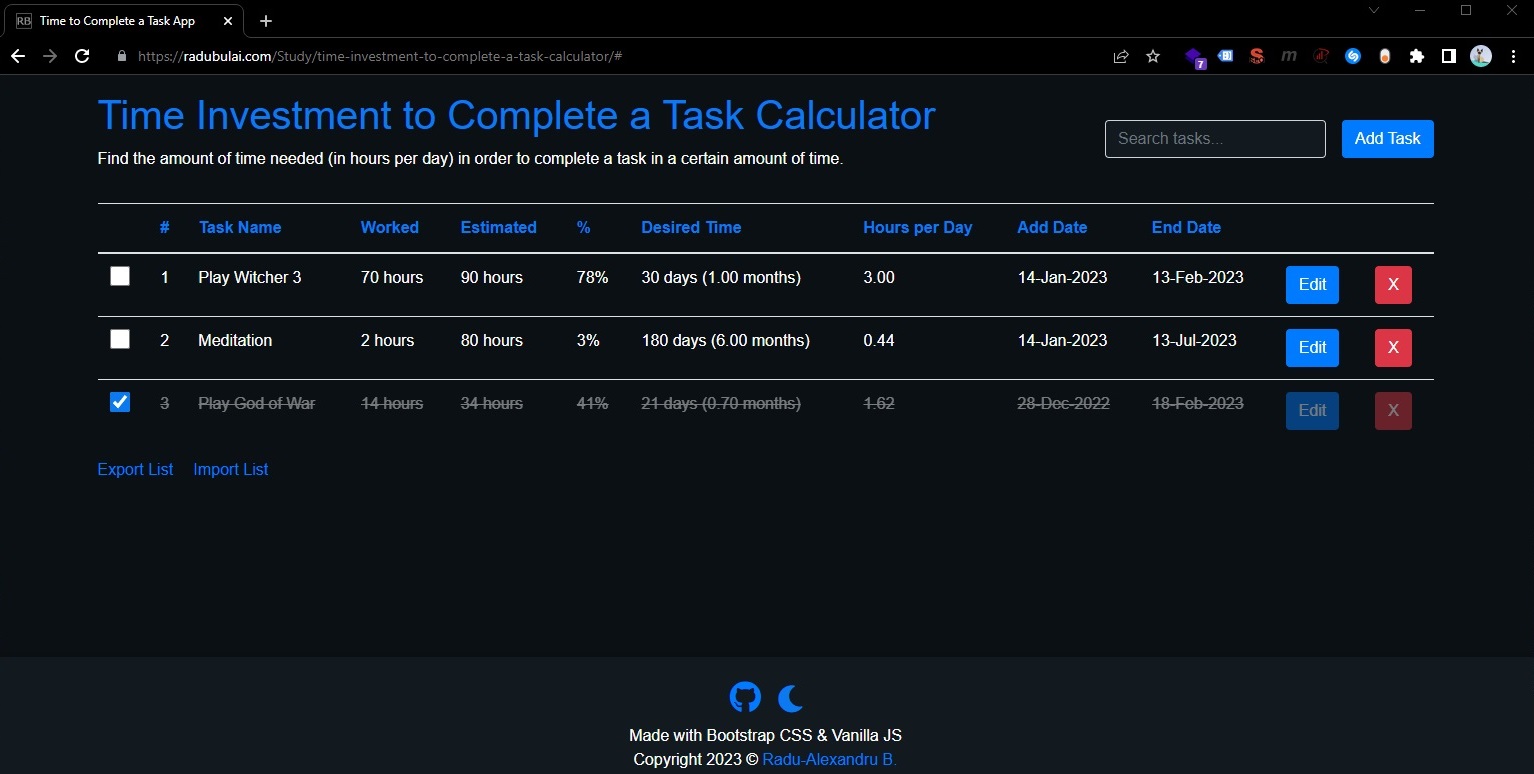 RB Time to Complete a Task App
https://radubulai.com/Study/time-investment-to-complete-a-task-calculator/#
7
Time Investment to Complete a Task Calculator
Find the amount of time needed (in hours per day) in order to complete a task in a certain amount of time.
Search tasks...
Add Task
# Task Name Worked Estimated % Desired Time Hours per Day Add Date End Date
1 Play Witcher 3 70 hours 90 hours 78% 30 days (1.00 months) 3.00 14-Jan-2023 13-Feb-2023 Edit X
2 Meditation 2 hours 80 hours 3% 180 days (6.00 months) 0.44 14-Jan-2023 13-Jul-2023 Edit X
3 Play God of War 14 hours 34 hours 41% 21 days (0.70 months) 1.62 28-Dec-2022 18-Feb-2023 Edit X
Export List Import List
Made with Bootstrap CSS & Vanilla JS
Copyright 2023 © Radu-Alexandru B.